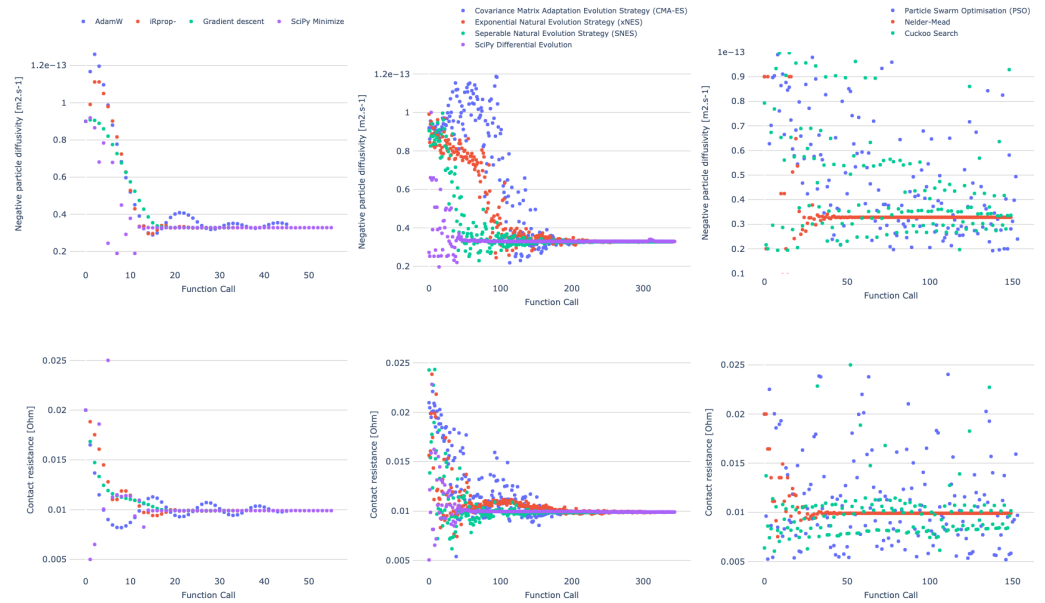 AdamW iRprop- Gradient descent SciPy Minimize
1.2e−13
1
0.8
0.6
0.4
0.2
0 10 20 30 40 50
Function Call
Negative particle diffusivity [m2.s-1]
Covariance Matrix Adaptation Evolution Strategy (CMA-ES)
Exponential Natural Evolution Strategy (xNES)
Seperable Natural Evolution Strategy (SNES)
SciPy Differential Evolution
1.2e−13
1
0.8
0.6
0.4
0.2
0 100 200 300
Function Call
Negative particle diffusivity [m2.s-1]
Particle Swarm Optimisation (PSO)
Nelder-Mead
Cuckoo Search
1e−13
0.9
0.8
0.7
0.6
0.5
0.4
0.3
0.2
0.1
0 50 100 150
Function Call
Negative particle diffusivity [m2.s-1]
0.025
0.02
0.015
0.01
0.005
0 10 20 30 40 50
Function Call
Contact resistance [Ohm]
0.025
0.02
0.015
0.01
0.005
0 100 200 300
Function Call
Contact resistance [Ohm]
0.025
0.02
0.015
0.01
0.005
0 50 100 150
Function Call
Contact resistance [Ohm]